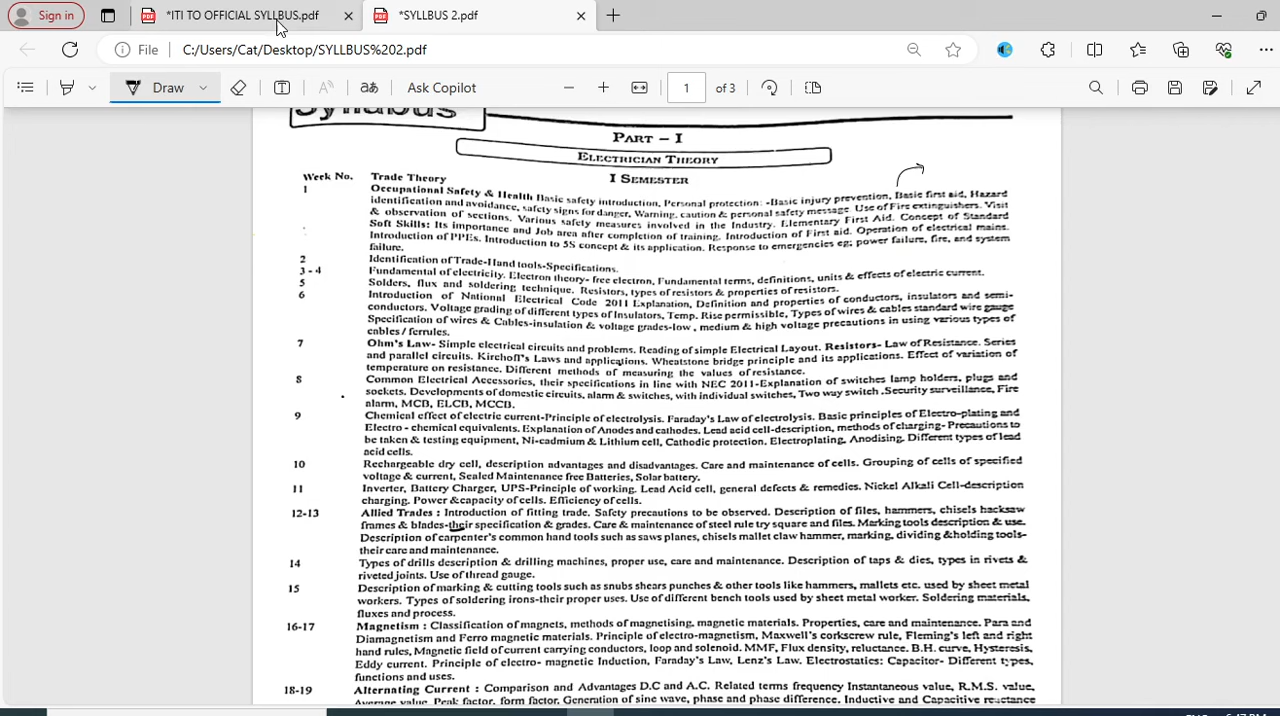 Sign in
*ITI TO OFFICIAL SYLLBUS.pdf
*SYLLBUS 2.pdf
File
C:/Users/Cat/Desktop/SYLLBUS%202.pdf
Draw
Ask Copilot
1 of 3
Syllabus
PART – I
ELECTRICIAN THEORY
Week No. Trade Theory I SEMESTER
1 Occupational Safety & Health Basic safety introduction, Personal protection: -Basic injury prevention, Basic first aid, Hazard
identification and avoidance, safety signs for danger, Warning, caution & personal safety message. Use of Fire extinguishers. Visit
& observation of sections. Various safety measures involved in the Industry. Elementary First Aid. Concept of Standard
Soft Skills: Its importance and Job area after completion of training. Introduction of First aid. Operation of electrical mains.
Introduction of PPEs. Introduction to 5S concept & its application. Response to emergencies eg; power failure, fire, and system
failure.
2 Identification of Trade-Hand tools-Specifications.
3 - 4 Fundamental of electricity. Electron theory- free electron, Fundamental terms, definitions, units & effects of electric current.
5 Solders, flux and soldering technique. Resistors, types of resistors & properties of resistors.
6 Introduction of National Electrical Code 2011 Explanation, Definition and properties of conductors, insulators and semi-
conductors. Voltage grading of different types of Insulators, Temp. Rise permissible, Types of wires & cables standard wire gauge
Specification of wires & Cables-insulation & voltage grades-low , medium & high voltage precautions in using various types of
cables / ferrules.
7 Ohm's Law- Simple electrical circuits and problems. Reading of simple Electrical Layout. Resistors- Law of Resistance. Series
and parallel circuits. Kirchoff's Laws and applications. Wheatstone bridge principle and its applications. Effect of variation of
temperature on resistance. Different methods of measuring the values of resistance.
8 Common Electrical Accessories, their specifications in line with NEC 2011-Explanation of switches lamp holders, plugs and
sockets. Developments of domestic circuits, alarm & switches, with individual switches, Two way switch .Security surveillance, Fire
alarm, MCB, ELCB, MCCB.
9 Chemical effect of electric current-Principle of electrolysis. Faraday's Law of electrolysis. Basic principles of Electro-plating and
Electro - chemical equivalents. Explanation of Anodes and cathodes. Lead acid cell-description, methods of charging- Precautions to
be taken & testing equipment, Ni-cadmium & Lithium cell, Cathodic protection. Electroplating, Anodising. Different types of lead
acid cells.
10 Rechargeable dry cell, description advantages and disadvantages. Care and maintenance of cells. Grouping of cells of specified
voltage & current, Sealed Maintenance free Batteries, Solar battery.
11 Inverter, Battery Charger, UPS-Principle of working. Lead Acid cell, general defects & remedies. Nickel Alkali Cell-description
charging. Power & capacity of cells. Efficiency of cells.
12-13 Allied Trades : Introduction of fitting trade. Safety precautions to be observed. Description of files, hammers, chisels hacksaw
frames & blades-their specification & grades. Care & maintenance of steel rule try square and files. Marking tools description & use.
Description of carpenter's common hand tools such as saws planes, chisels mallet claw hammer, marking, dividing &holding tools-
their care and maintenance.
14 Types of drills description & drilling machines, proper use, care and maintenance. Description of taps & dies, types in rivets &
riveted joints. Use of thread gauge.
15 Description of marking & cutting tools such as snubs shears punches & other tools like hammers, mallets etc. used by sheet metal
workers. Types of soldering irons-their proper uses. Use of different bench tools used by sheet metal worker. Soldering materials,
fluxes and process.
16-17 Magnetism : Classification of magnets, methods of magnetising, magnetic materials. Properties, care and maintenance. Para and
Diamagnetism and Ferro magnetic materials. Principle of electro-magnetism, Maxwell's corkscrew rule, Fleming's left and right
hand rules, Magnetic field of current carrying conductors, loop and solenoid. MMF, Flux density, reluctance. B.H. curve, Hysteresis,
Eddy current. Principle of electro- magnetic Induction, Faraday's Law, Lenz's Law. Electrostatics: Capacitor- Different types,
functions and uses.
18-19 Alternating Current : Comparison and Advantages D.C and A.C. Related terms frequency Instantaneous value, R.M.S. value,
Average value, Peak factor, form factor. Generation of sine wave, phase and phase difference. Inductive and Capacitive reactance